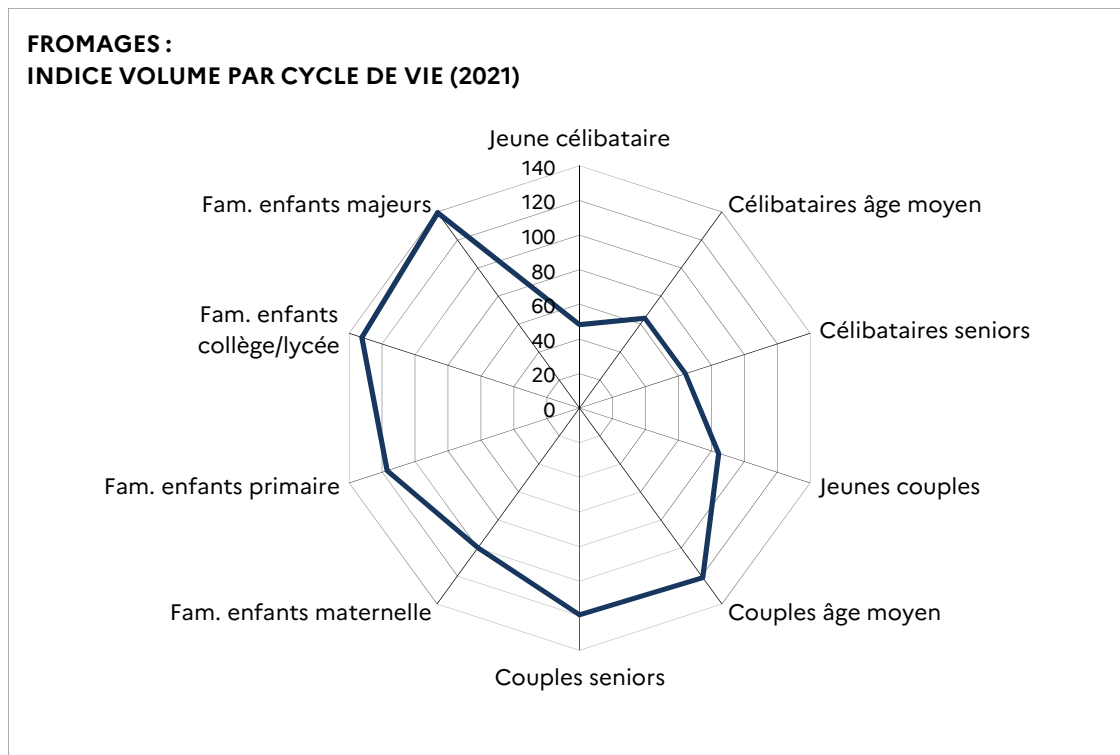 FROMAGES :
INDICE VOLUME PAR CYCLE DE VIE (2021)
Jeune célibataire
140
120
100
80
60
40
20
0
Célibataires âge moyen
Célibataires seniors
Jeunes couples
Couples âge moyen
Couples seniors
Fam. enfants maternelle
Fam. enfants primaire
Fam. enfants
collège/lycée
Fam. enfants majeurs